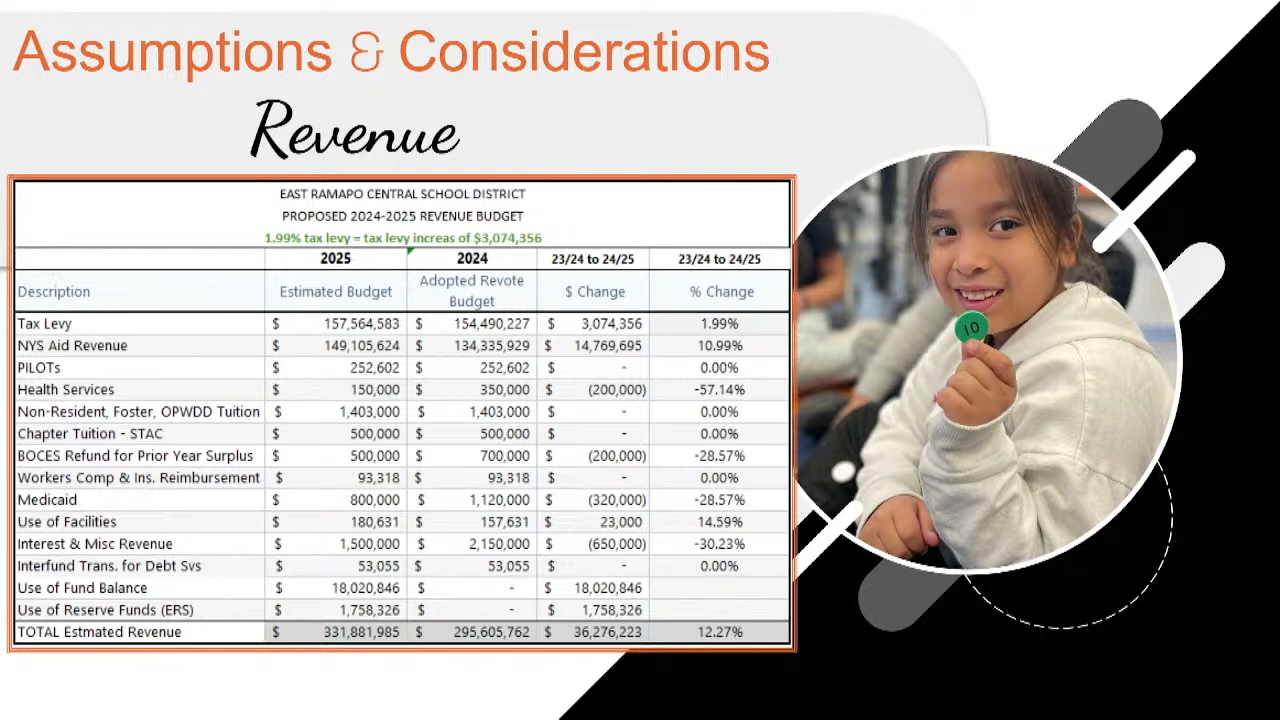 Assumptions & Considerations
Revenue
EAST RAMAPO CENTRAL SCHOOL DISTRICT
PROPOSED 2024-2025 REVENUE BUDGET
1.99% tax levy = tax levy increas of $3,074,356
2025 2024 23/24 to 24/25 23/24 to 24/25
Description Estimated Budget Adopted Revote Budget $ Change % Change
Tax Levy $ 157,564,583 $ 154,490,227 $ 3,074,356 1.99%
NYS Aid Revenue $ 149,105,624 $ 134,335,929 $ 14,769,695 10.99%
PILOTs $ 252,602 $ 252,602 $ - 0.00%
Health Services $ 150,000 $ 350,000 $ (200,000) -57.14%
Non-Resident, Foster, OPWDD Tuition $ 1,403,000 $ 1,403,000 $ - 0.00%
Chapter Tuition - STAC $ 500,000 $ 500,000 $ - 0.00%
BOCES Refund for Prior Year Surplus $ 500,000 $ 700,000 $ (200,000) -28.57%
Workers Comp & Ins. Reimbursement $ 93,318 $ 93,318 $ - 0.00%
Medicaid $ 800,000 $ 1,120,000 $ (320,000) -28.57%
Use of Facilities $ 180,631 $ 157,631 $ 23,000 14.59%
Interest & Misc Revenue $ 1,500,000 $ 2,150,000 $ (650,000) -30.23%
Interfund Trans. for Debt Svs $ 53,055 $ 53,055 $ - 0.00%
Use of Fund Balance $ 18,020,846 $ - $ 18,020,846
Use of Reserve Funds (ERS) $ 1,758,326 $ - $ 1,758,326
TOTAL Estmated Revenue $ 331,881,985 $ 295,605,762 $ 36,276,223 12.27%
10